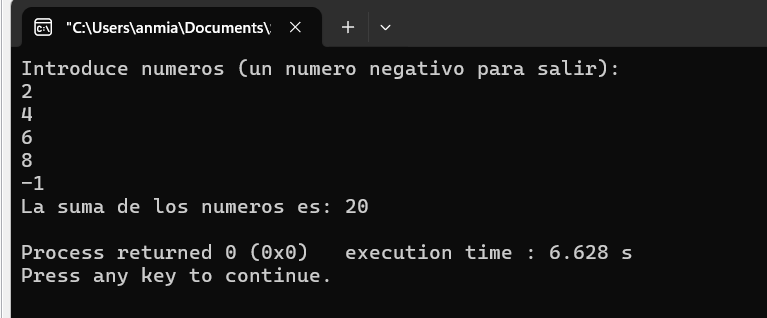 "C:\Users\anmia\Documents\
Introduce numeros (un numero negativo para salir):
2
4
6
8
-1
La suma de los numeros es: 20
Process returned 0 (0x0)   execution time : 6.628 s
Press any key to continue.